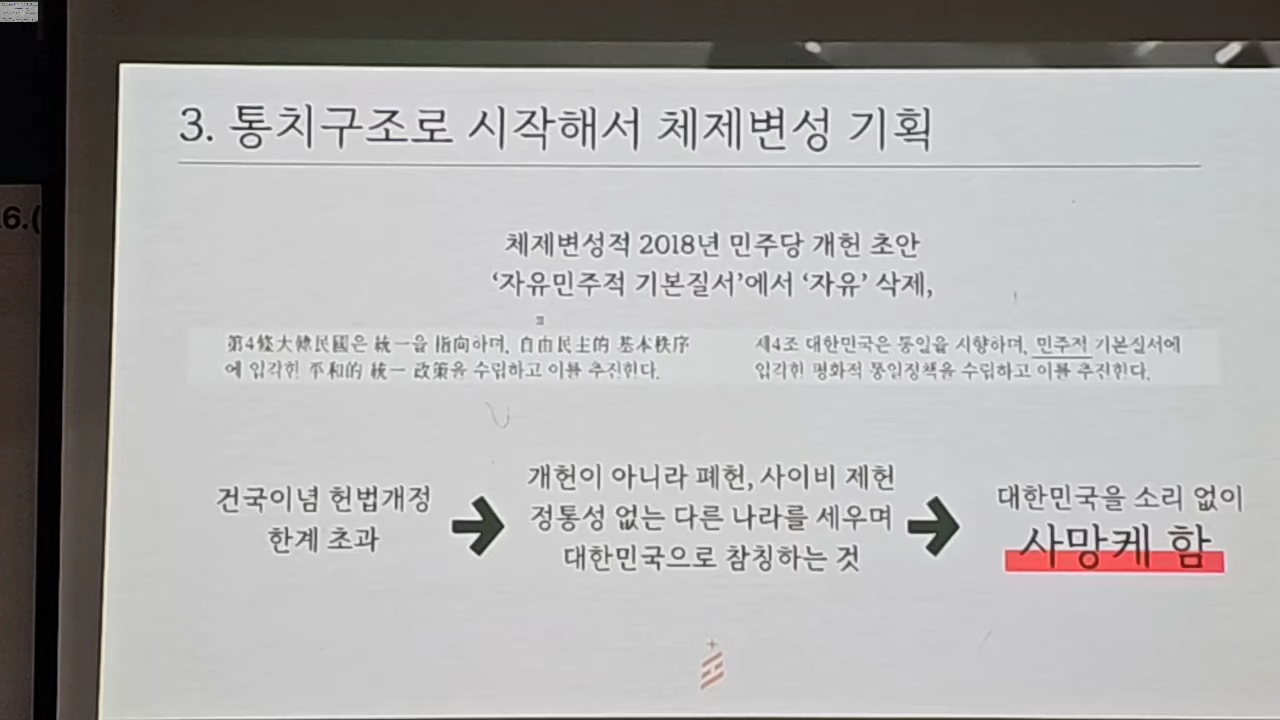 3. 통치구조로 시작해서 체제변성 기획
체제변성적 2018년 민주당 개헌 초안
‘자유민주적 기본질서’에서 ‘자유’ 삭제,
第4條大韓民國은 統一을 指向하며, 自由民主的 基本秩序
에 입각한 平和的 統一 政策을 수립하고 이를 추진한다.
제4조 대한민국은 통일을 지향하며, 민주적 기본질서에
입각한 평화적 통일정책을 수립하고 이를 추진한다.
건국이념 헌법개정
한계 초과
개헌이 아니라 폐헌, 사이비 제헌
정통성 없는 다른 나라를 세우며
대한민국으로 참칭하는 것
대한민국을 소리 없이
사망케 함
6.(